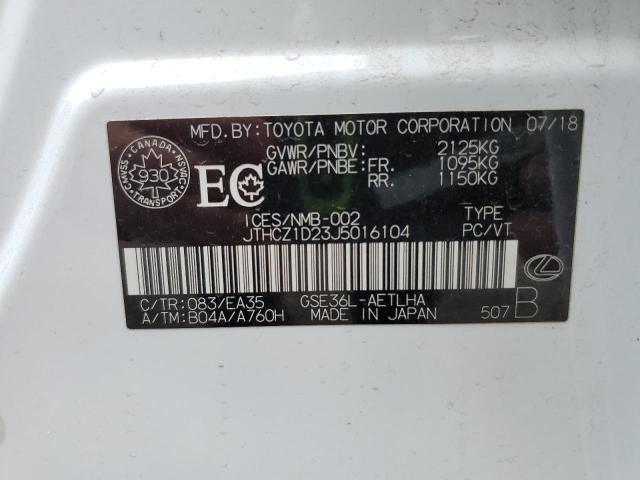 MFD.BY:TOYOTA MOTOR CORPORATION 07/18
GVWR/PNBV: 2125KG
GAWR/PNBE:FR. 1095KG
RR. 1150KG
CANADA
CMVSS NSVAC
930
TRANSPORT
EC
ICES/NMB-002 TYPE
JTHCZ1D23J5016104 PC/VT
C/TR:083/EA35 GSE36L-AETLHA
A/TM:B04A/A760H MADE IN JAPAN 507 B